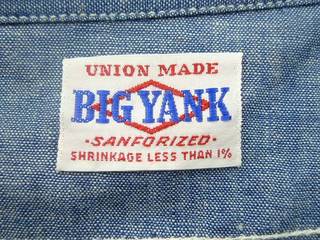 UNION MADE
BIG YANK
-SANFORIZED-
SHRINKAGE LESS THAN 1%